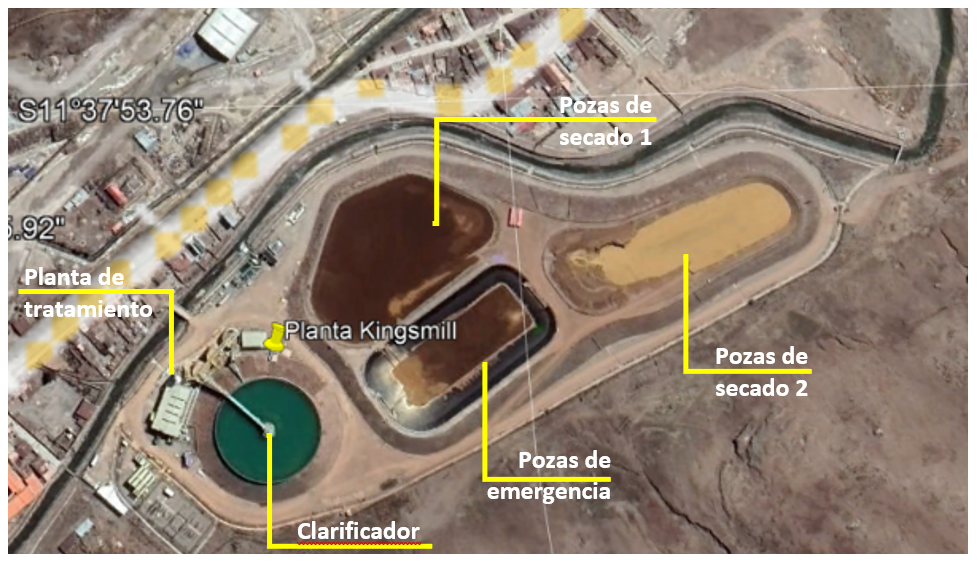 S11°37'53.76"
Pozas de
secado 1
5.92"
Planta de
tratamiento
Planta Kingsmill
Pozas de
secado 2
Pozas de
emergencia
Clarificador